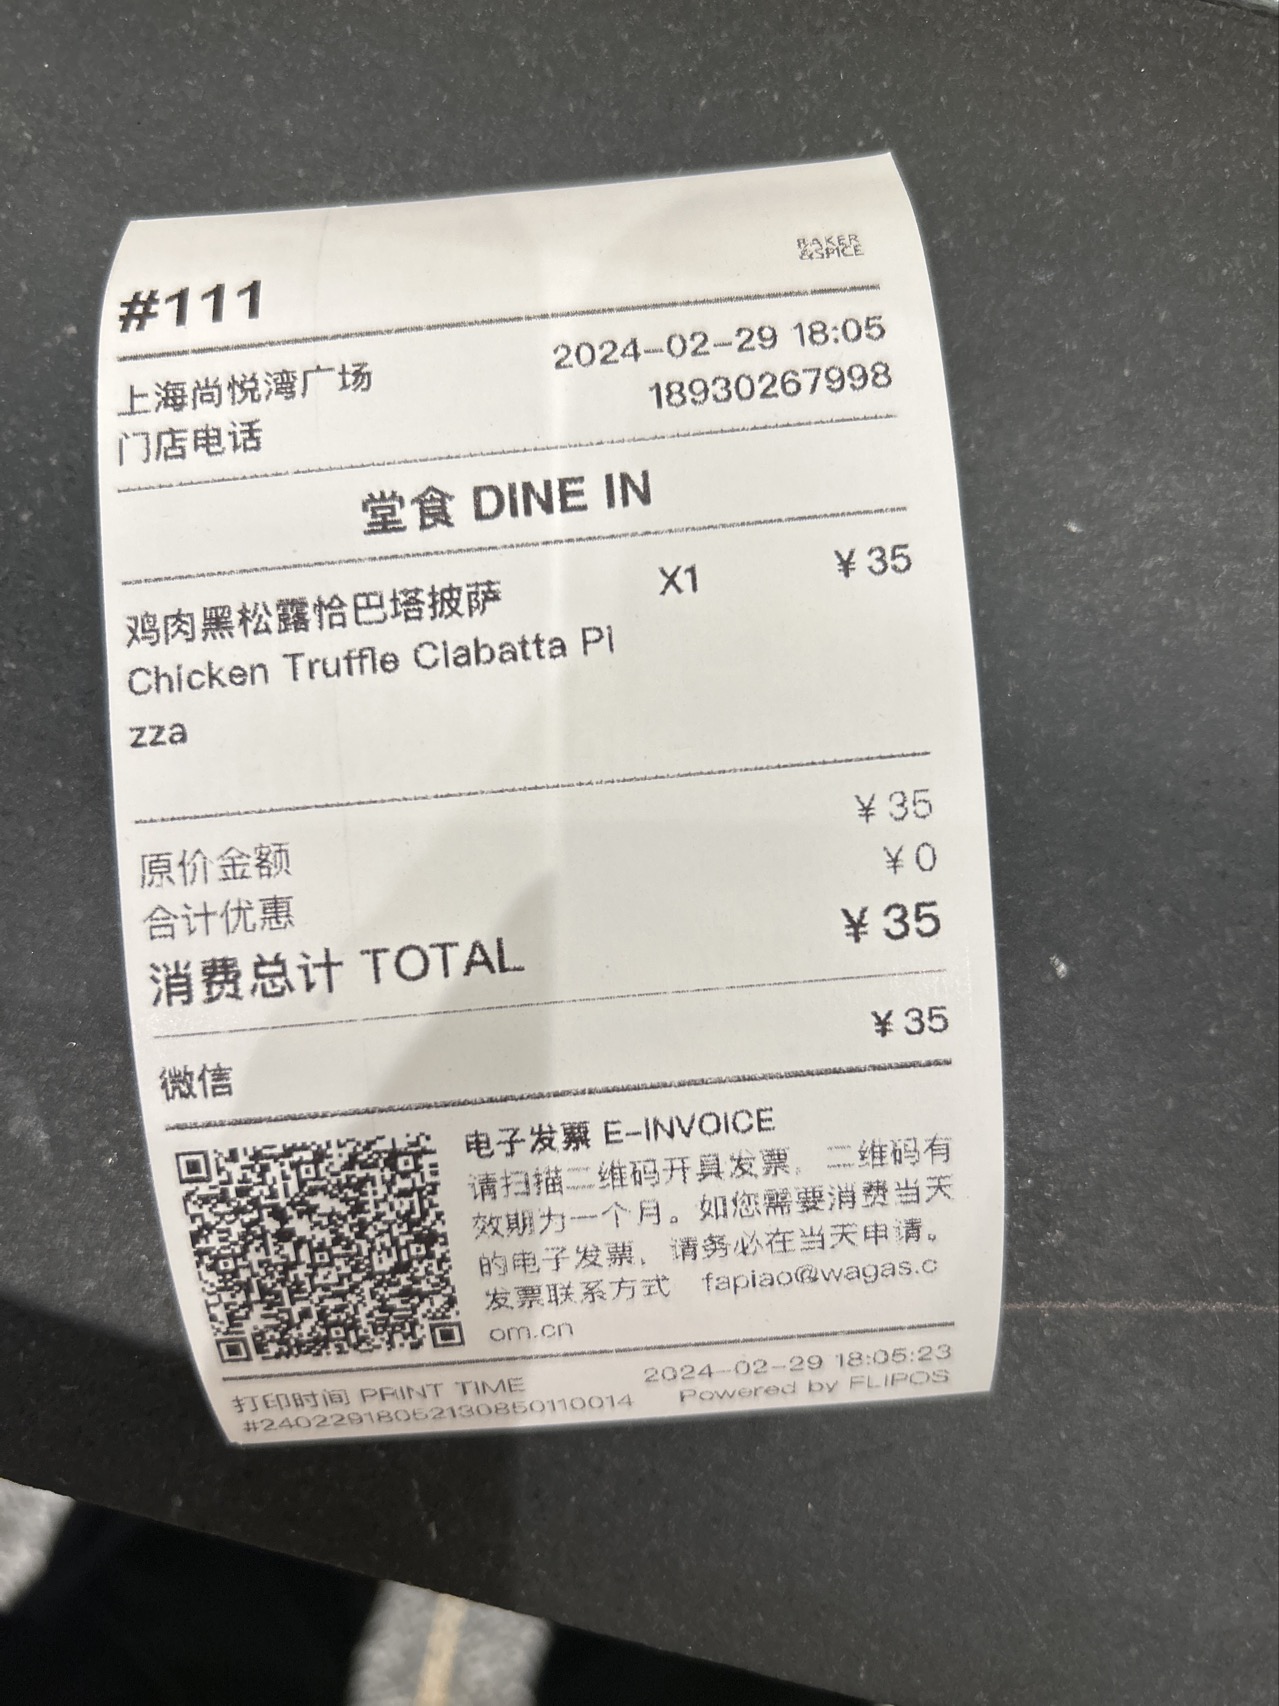 BAKER
&SPICE
#111
上海尚悦湾广场 2024-02-29 18:05
门店电话 18930267998
堂食 DINE IN
鸡肉黑松露恰巴塔披萨 X1 ¥35
Chicken Truffle Ciabatta Pi
zza
原价金额 ¥35
合计优惠 ¥0
消费总计 TOTAL ¥35
微信 ¥35
电子发票 E-INVOICE
请扫描二维码开具发票，二维码有
效期为一个月。如您需要消费当天
的电子发票，请务必在当天申请。
发票联系方式 fapiao@wagas.c
om.cn
打印时间 PRINT TIME 2024-02-29 18:05:23
#24022918052130850110014 Powered by FLIPOS